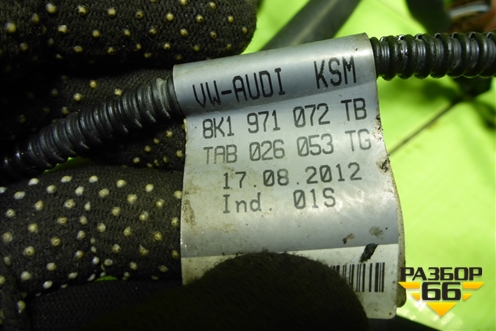 VW-AUDI KSM
8K1 971 072 TB
TAB 026 053 TG
17.08.2012
Ind 01S
РАЗБОР
66